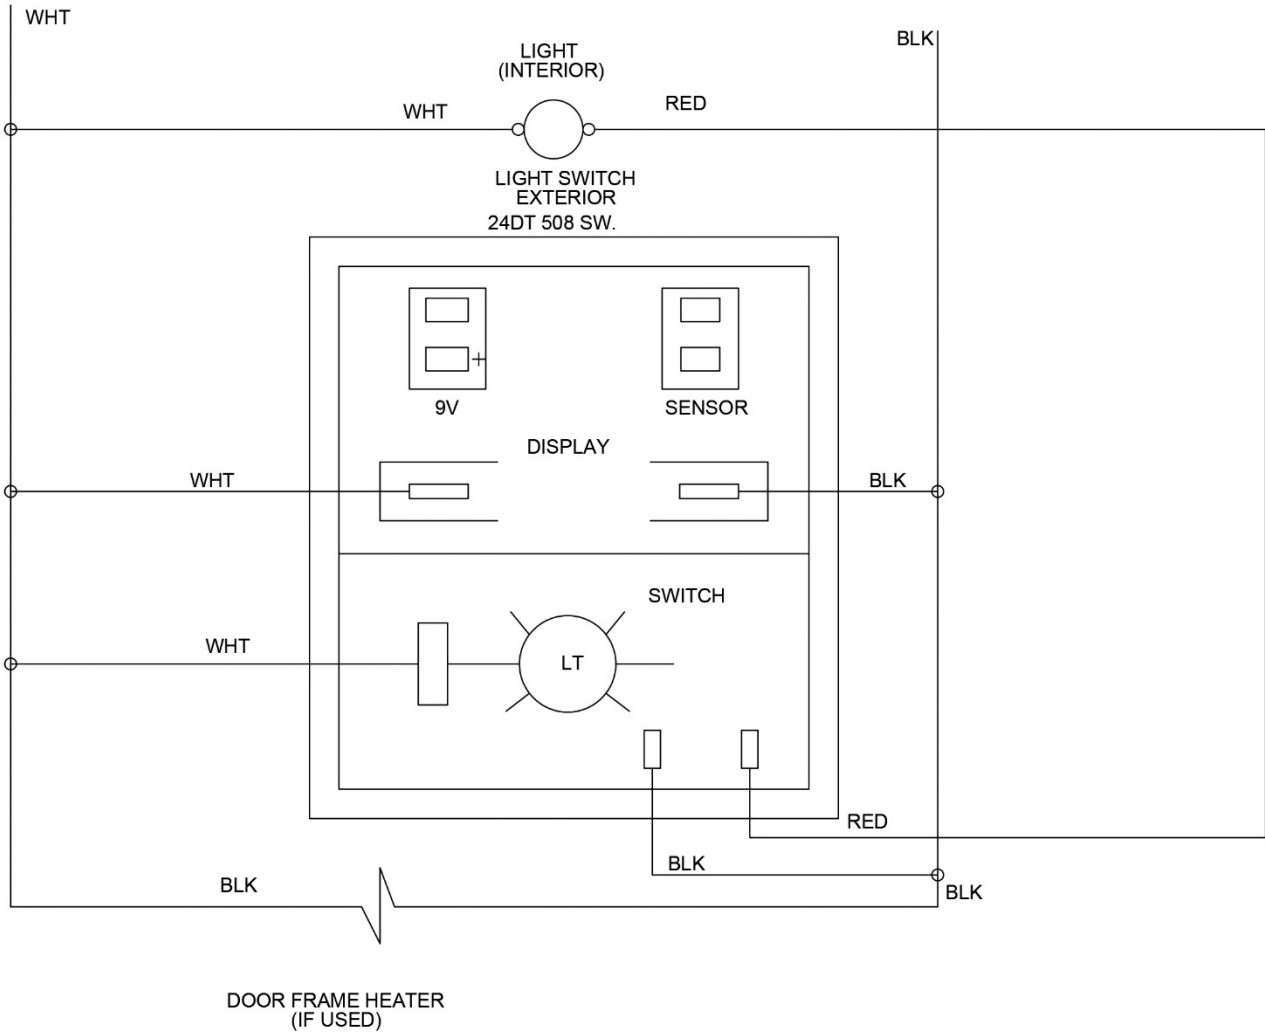 WHT
BLK
LIGHT
(INTERIOR)
WHT
RED
LIGHT SWITCH
EXTERIOR
24DT 508 SW.
+
9V
SENSOR
DISPLAY
WHT
BLK
SWITCH
WHT
LT
RED
BLK
BLK
BLK
DOOR FRAME HEATER
(IF USED)